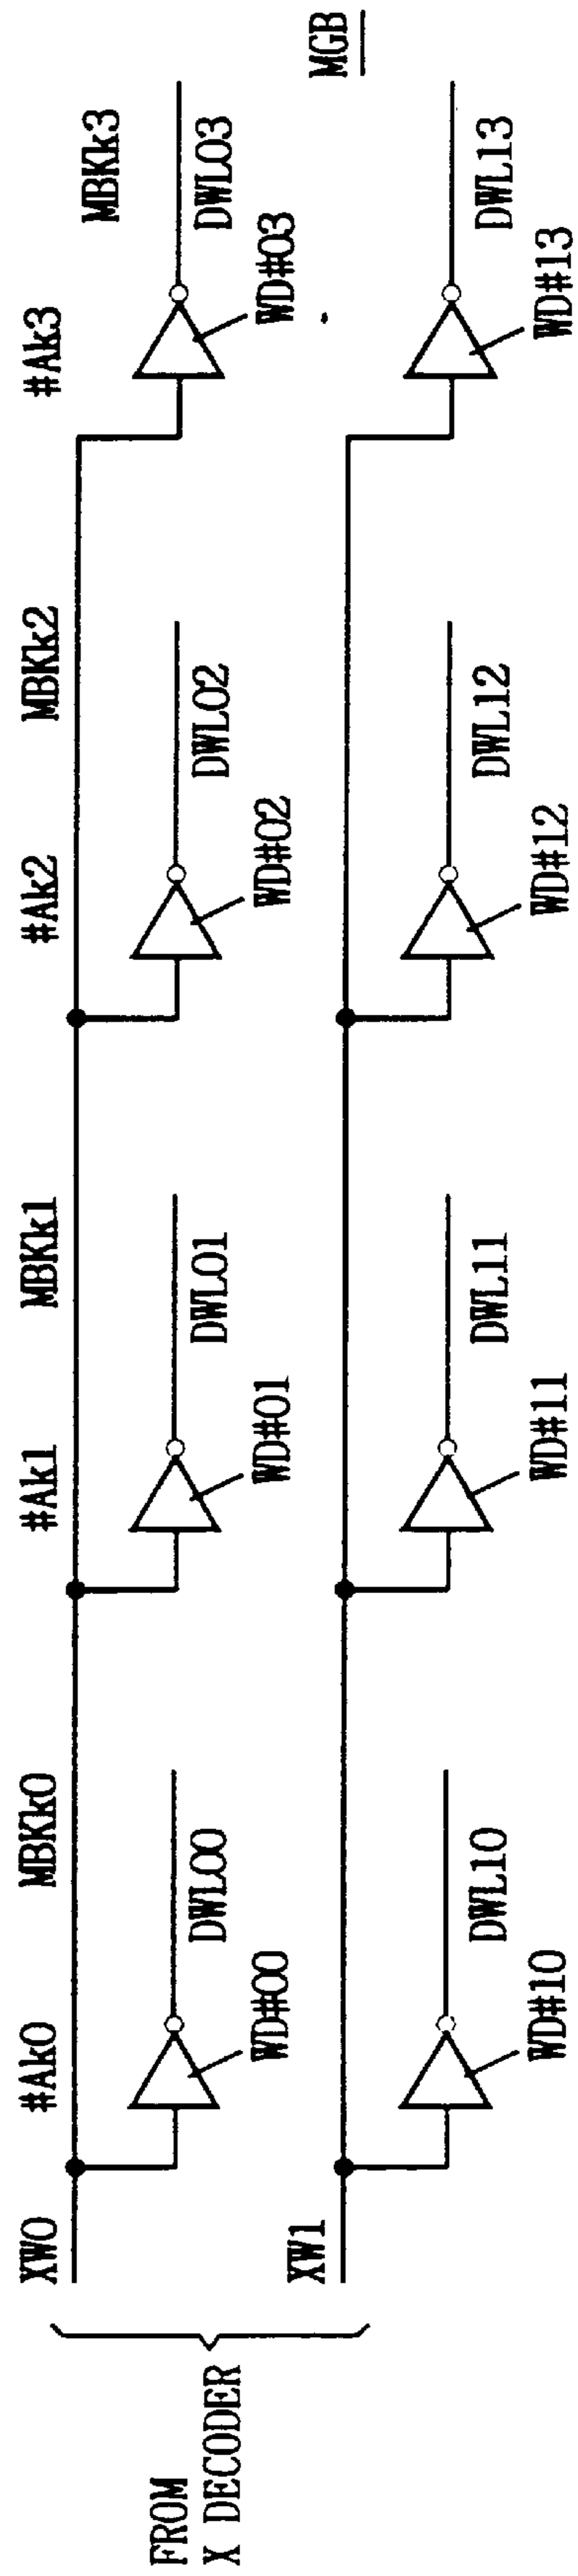 MGB
#Ak0 MBKk0 #Ak1 MBKk1 #Ak2 MBKk2 #Ak3 MBKk3
XW0
DWL00 DWL01 DWL02 DWL03
WD#00 WD#01 WD#02 WD#03
XW1
DWL10 DWL11 DWL12 DWL13
WD#10 WD#11 WD#12 WD#13
FROM
X DECODER